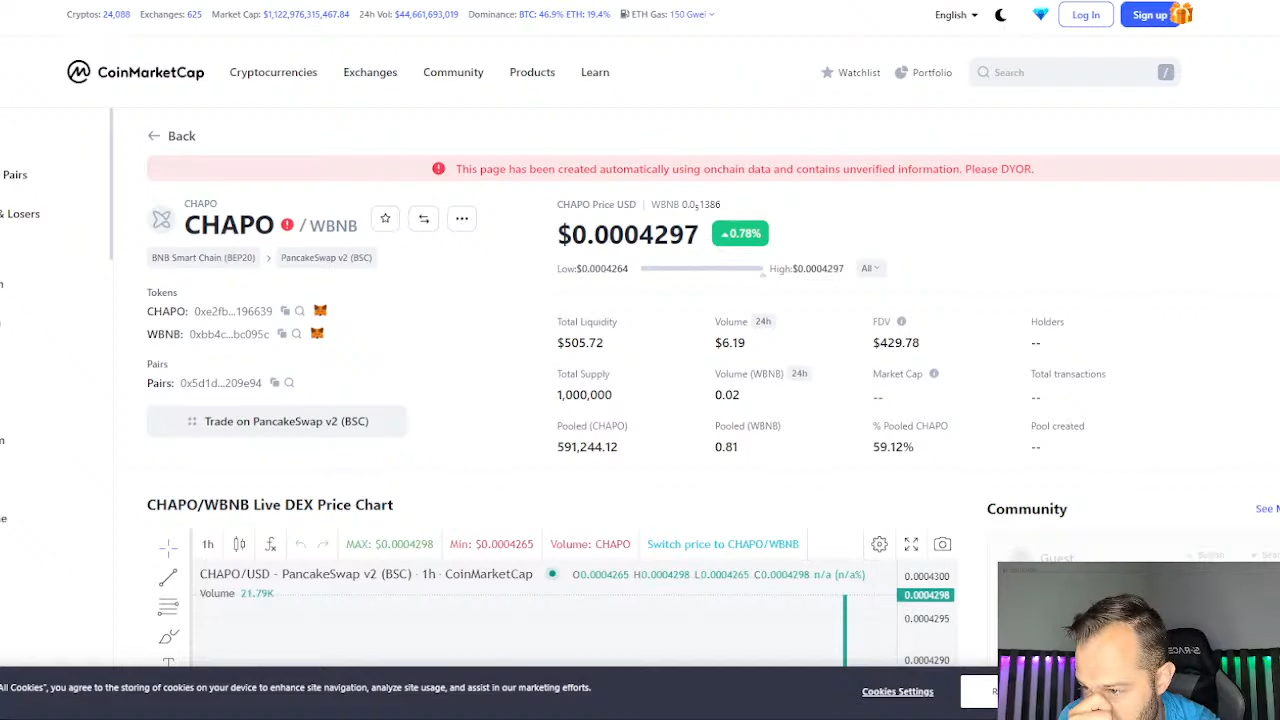 Cryptos: 24,088 Exchanges: 625 Market Cap: $1,122,976,315,467.84 24h Vol: $44,661,693,019 Dominance: BTC: 46.9% ETH: 19.4% ETH Gas: 150 Gwei English Log In Sign up
CoinMarketCap Cryptocurrencies Exchanges Community Products Learn Watchlist Portfolio Search /
Back
Pairs
& Losers
This page has been created automatically using onchain data and contains unverified information. Please DYOR.
CHAPO
CHAPO / WBNB
BNB Smart Chain (BEP20) > PancakeSwap v2 (BSC)
Tokens
CHAPO: 0xe2fb...196639
WBNB: 0xbb4c...bc095c
Pairs
Pairs: 0x5d1d...209e94
Trade on PancakeSwap v2 (BSC)
CHAPO Price USD | WBNB 0.0₅1386
$0.0004297 0.78%
Low:$0.0004264 High:$0.0004297 All
Total Liquidity Volume 24h FDV Holders
$505.72 $6.19 $429.78 --
Total Supply Volume (WBNB) 24h Market Cap Total transactions
1,000,000 0.02 -- --
Pooled (CHAPO) Pooled (WBNB) % Pooled CHAPO Pool created
591,244.12 0.81 59.12% --
CHAPO/WBNB Live DEX Price Chart
1h MAX: $0.0004298 Min: $0.0004265 Volume: CHAPO Switch price to CHAPO/WBNB
CHAPO/USD - PancakeSwap v2 (BSC) · 1h · CoinMarketCap O0.0004265 H0.0004298 L0.0004265 C0.0004298 n/a (n/a%)
Volume 21.79K
0.0004300
0.0004298
0.0004295
0.0004290
Community See
Guest Bullish
All Cookies", you agree to the storing of cookies on your device to enhance site navigation, analyze site usage, and assist in our marketing efforts.
Cookies Settings